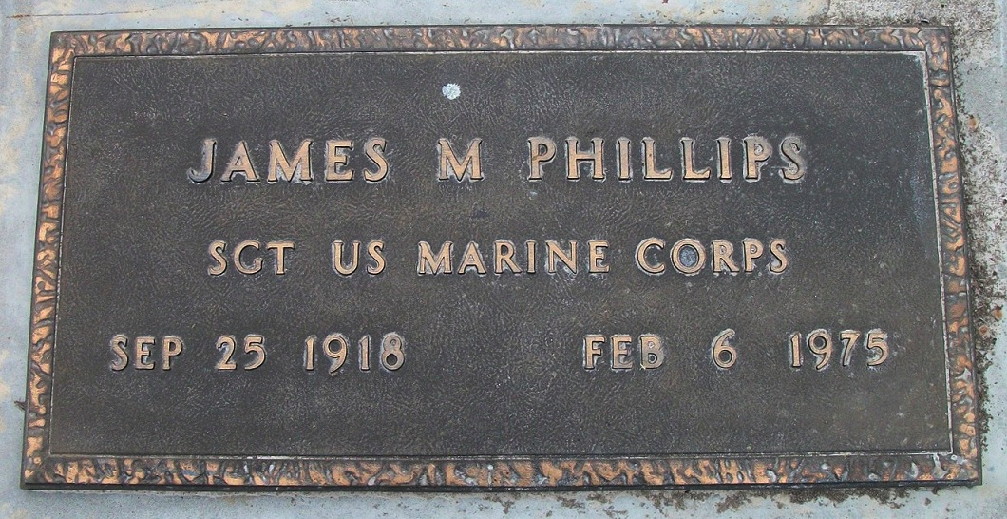 JAMES M PHILLIPS
SGT US MARINE CORPS
SEP 25 1918 FEB 6 1975